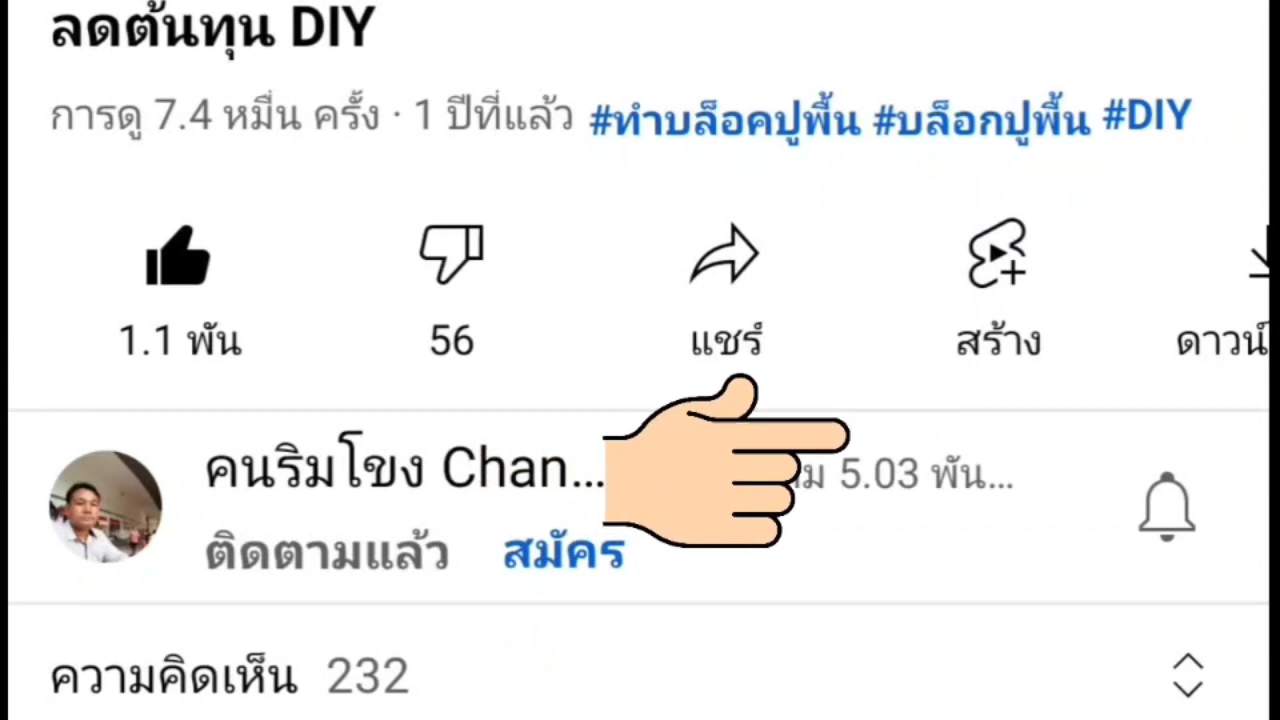 ลดต้นทุน DIY
การดู 7.4 หมื่น ครั้ง · 1 ปีที่แล้ว #ทำบล็อคปูพื้น #บล็อกปูพื้น #DIY
1.1 พัน 56 แชร์ สร้าง ดาวน์
คนริมโขง Chan... 5.03 พัน...
ติดตามแล้ว สมัคร
ความคิดเห็น 232